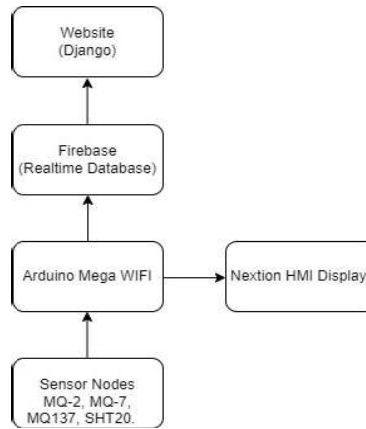 Website
(Django)
Firebase
(Realtime Database)
Arduino Mega WIFI
Nextion HMI Display
Sensor Nodes
MQ-2, MQ-7,
MQ137, SHT20.